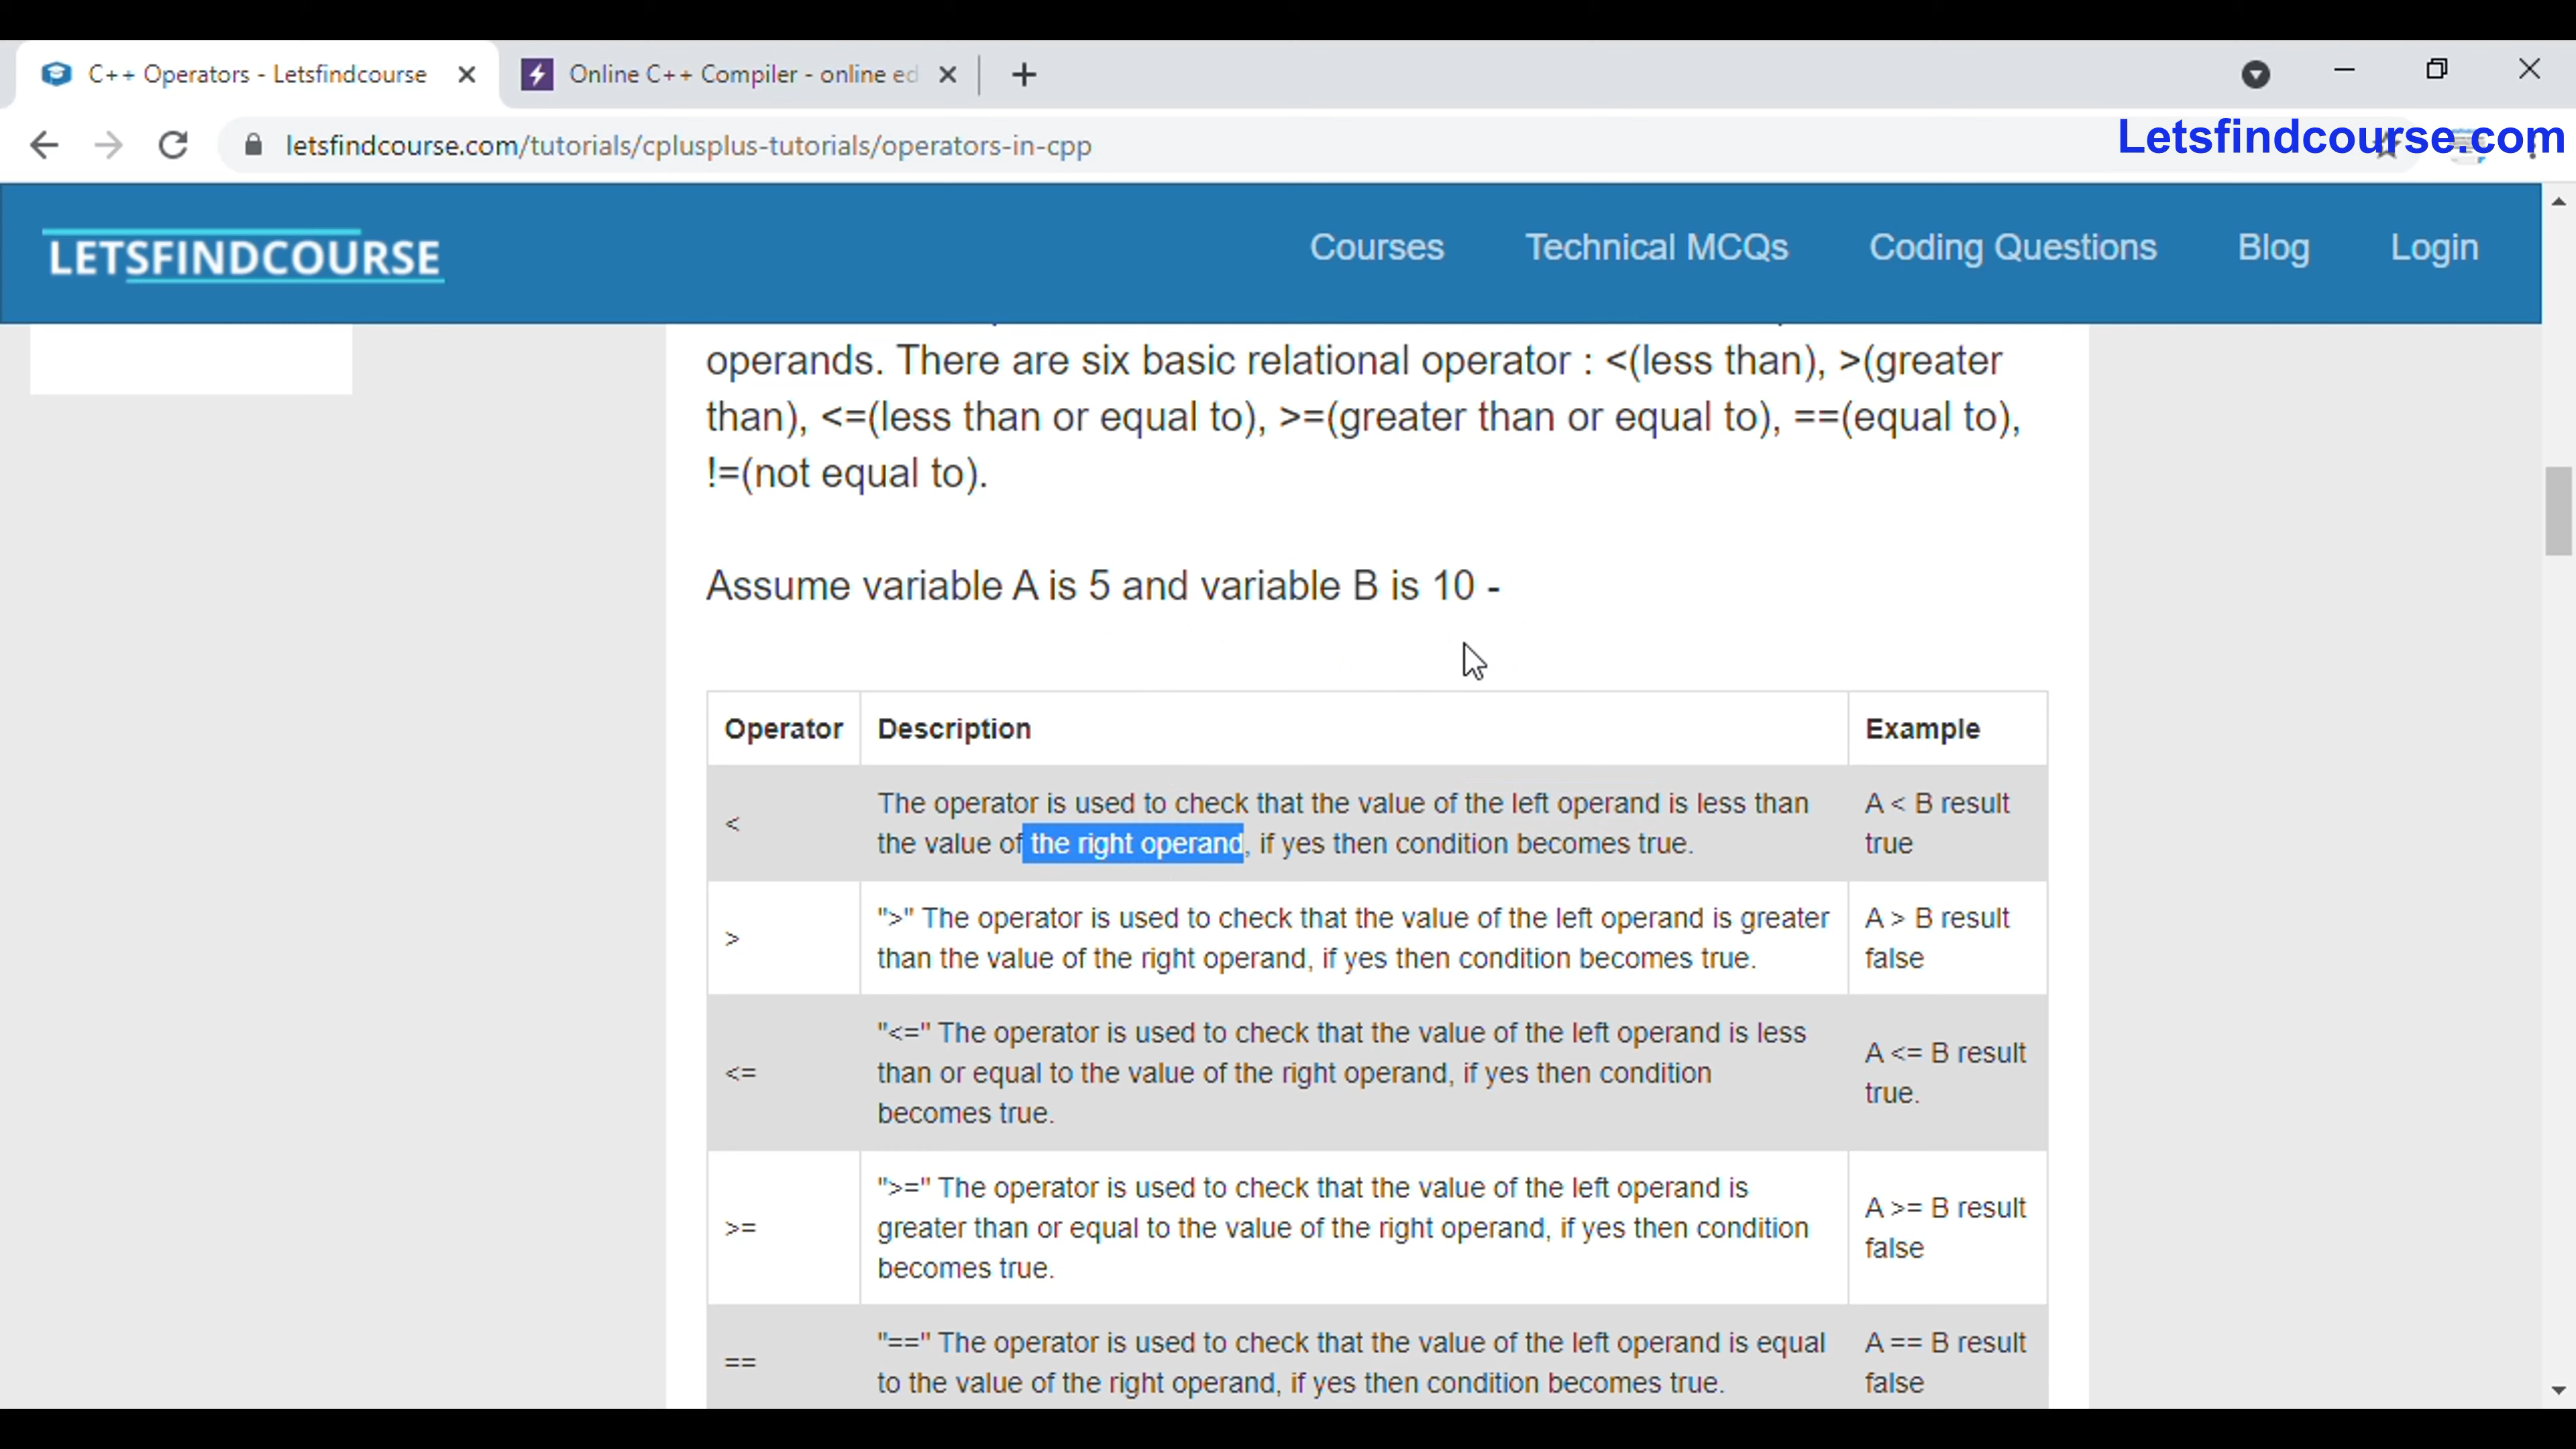 C++ Operators - Letsfindcourse
Online C++ Compiler - online ed
letsfindcourse.com/tutorials/cplusplus-tutorials/operators-in-cpp
Letsfindcourse.com
LETSFINDCOURSE
Courses
Technical MCQs
Coding Questions
Blog
Login
operands. There are six basic relational operator : <(less than), >(greater
than), <=(less than or equal to), >=(greater than or equal to), ==(equal to),
!=(not equal to).
Assume variable A is 5 and variable B is 10 -
Operator
Description
Example
<
The operator is used to check that the value of the left operand is less than
the value of the right operand, if yes then condition becomes true.
A < B result
true
>
">" The operator is used to check that the value of the left operand is greater
than the value of the right operand, if yes then condition becomes true.
A > B result
false
<=
"<=" The operator is used to check that the value of the left operand is less
than or equal to the value of the right operand, if yes then condition
becomes true.
A <= B result
true.
>=
">=" The operator is used to check that the value of the left operand is
greater than or equal to the value of the right operand, if yes then condition
becomes true.
A >= B result
false
==
"==" The operator is used to check that the value of the left operand is equal
to the value of the right operand, if yes then condition becomes true.
A == B result
false